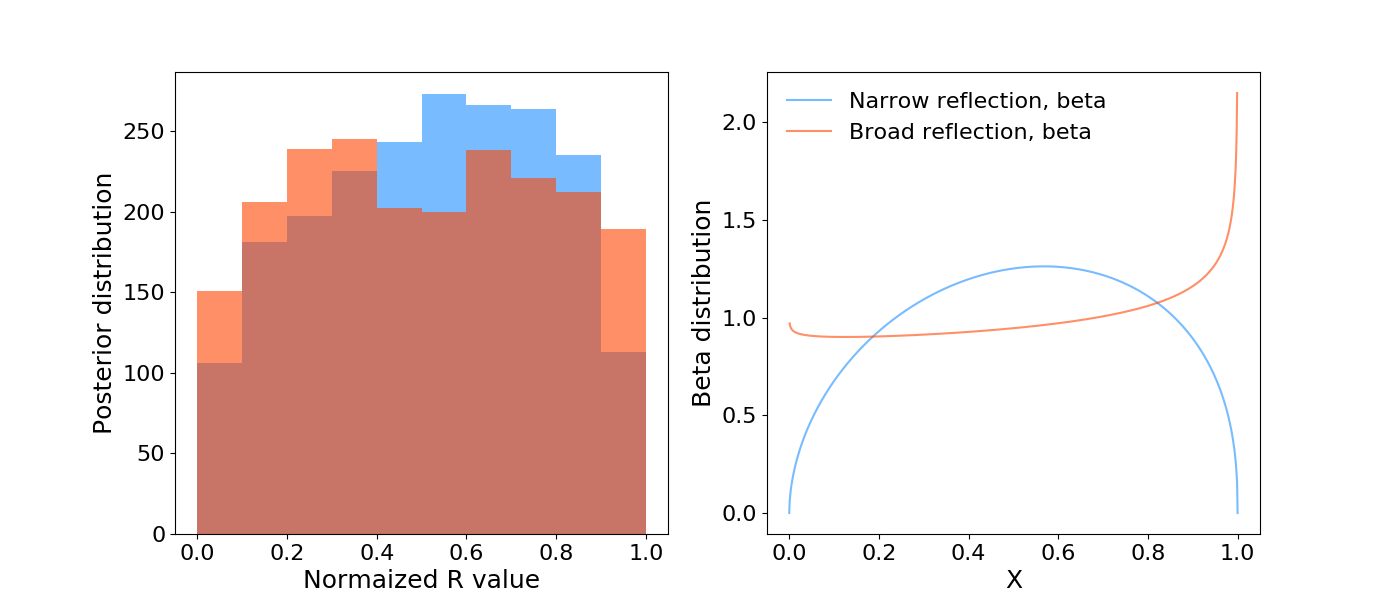 250
200
150
100
50
0
Posterior distribution
0.0 0.2 0.4 0.6 0.8 1.0
Normaized R value
Narrow reflection, beta
Broad reflection, beta
2.0
1.5
1.0
0.5
0.0
Beta distribution
0.0 0.2 0.4 0.6 0.8 1.0
X